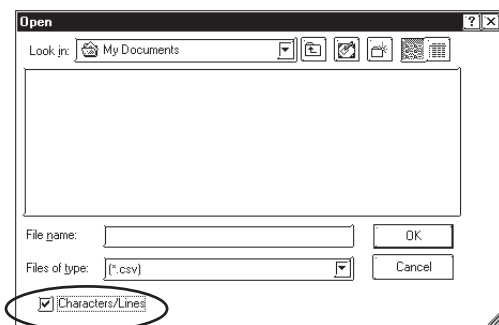 Open
Look in: My Documents
File name:
OK
Files of type: (*.csv)
Cancel
Characters/Lines